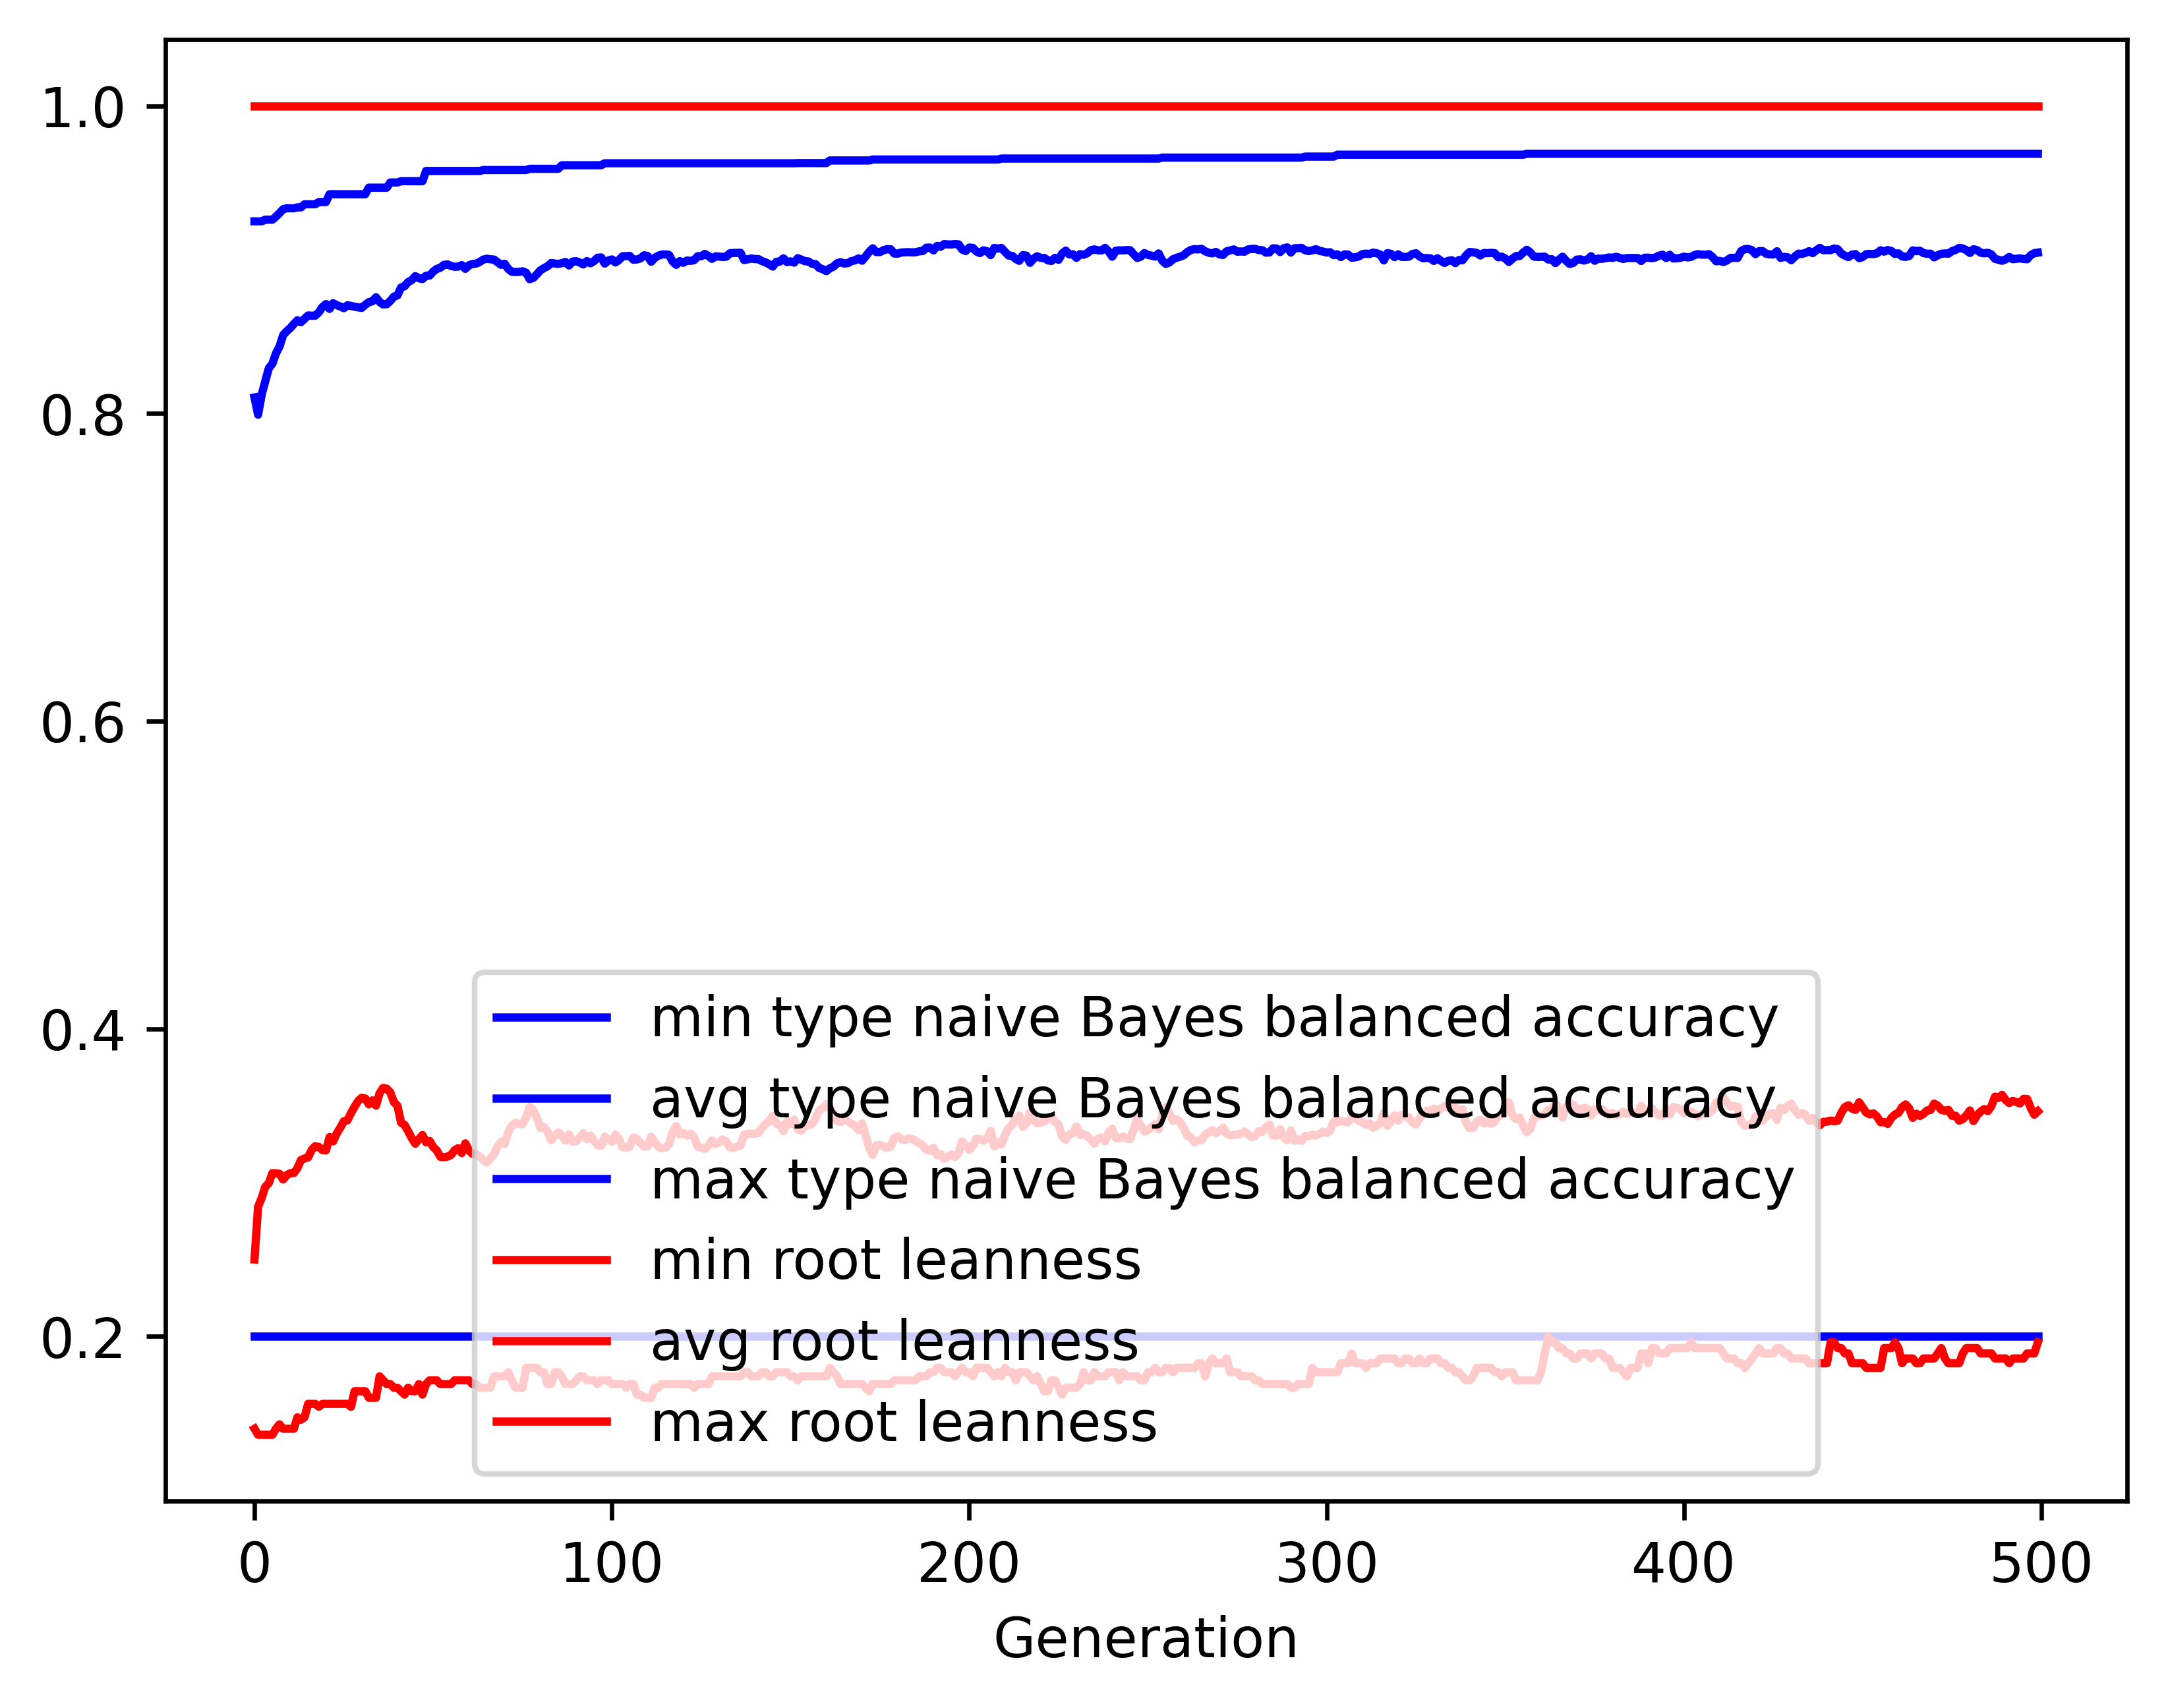 1.0
0.8
0.6
0.4
0.2
min type naive Bayes balanced accuracy
avg type naive Bayes balanced accuracy
max type naive Bayes balanced accuracy
min root leanness
avg root leanness
max root leanness
0 100 200 300 400 500
Generation